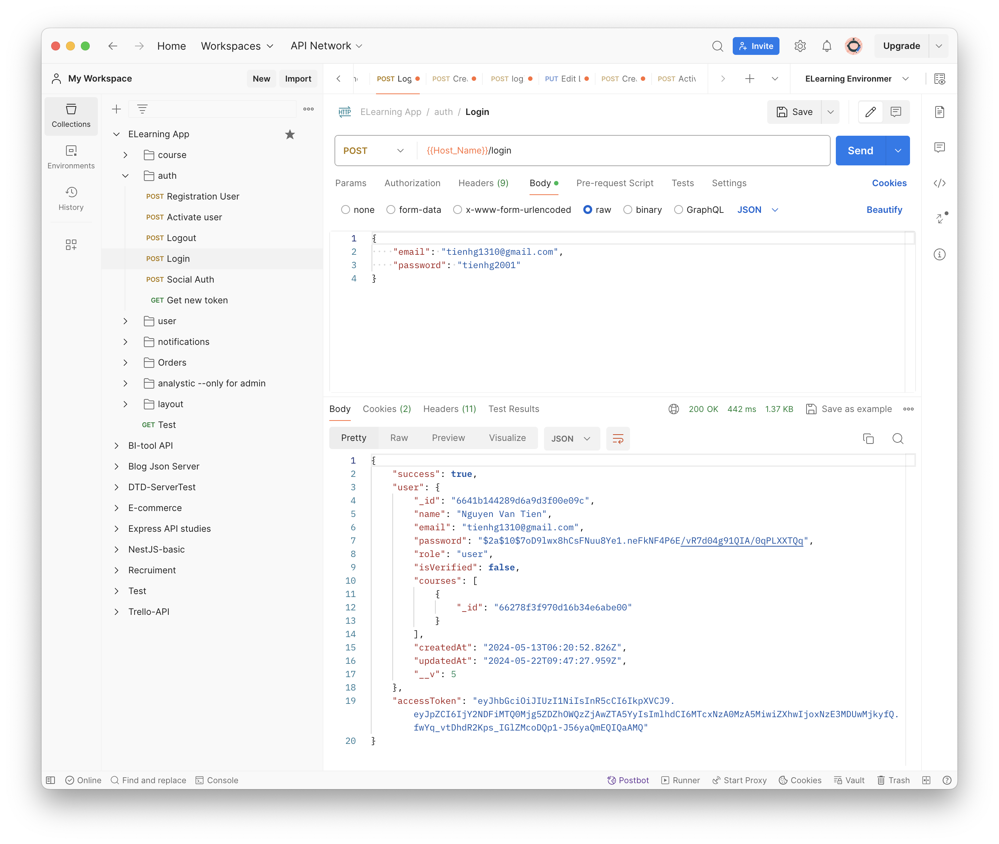 Home Workspaces API Network Invite Upgrade
My Workspace New Import
POST Log POST Cre. POST log PUT Edit L POST Cre. POST Activ ELearning Environmer
Collections
Environments
History
ELearning App
course
auth
POST Registration User
POST Activate user
POST Logout
POST Login
POST Social Auth
GET Get new token
user
notifications
Orders
analystic --only for admin
layout
GET Test
BI-tool API
Blog Json Server
DTD-ServerTest
E-commerce
Express API studies
NestJS-basic
Recruiment
Test
Trello-API
HTTP ELearning App / auth / Login Save
POST {{Host_Name}}/login Send
Params Authorization Headers (9) Body Pre-request Script Tests Settings Cookies
none form-data x-www-form-urlencoded raw binary GraphQL JSON Beautify
1 {
2 "email": "tienhg1310@gmail.com",
3 "password": "tienhg2001"
4 }
Body Cookies (2) Headers (11) Test Results 200 OK 442 ms 1.37 KB Save as example
Pretty Raw Preview Visualize JSON
1 {
2 "success": true,
3 "user": {
4 "_id": "6641b144289d6a9d3f00e09c",
5 "name": "Nguyen Van Tien",
6 "email": "tienhg1310@gmail.com",
7 "password": "$2a$10$7oD9lwx8hCsFNuu8Ye1.neFkNF4P6E/vR7d04g91QIA/0qPLXXTQq",
8 "role": "user",
9 "isVerified": false,
10 "courses": [
11 {
12 "_id": "66278f3f970d16b34e6abe00"
13 }
14 ],
15 "createdAt": "2024-05-13T06:20:52.826Z",
16 "updatedAt": "2024-05-22T09:47:27.959Z",
17 "__v": 5
18 },
19 "accessToken": "eyJhbGciOiJIUzI1NiIsInR5cCI6IkpXVCJ9.
eyJpZCI6IjY2NDFiMTQ0Mjg5ZDZhOWQzZjAwZTA5YyIsImlhdCI6MTcxNzA0MzA5MiwiZXhwIjoxNzE3MDUwMjkyfQ.
fwYq_vtDhdR2Kps_IGlZMcoDQp1-J56yaQmEQIQaAMQ"
20 }
Online Find and replace Console Postbot Runner Start Proxy Cookies Vault Trash